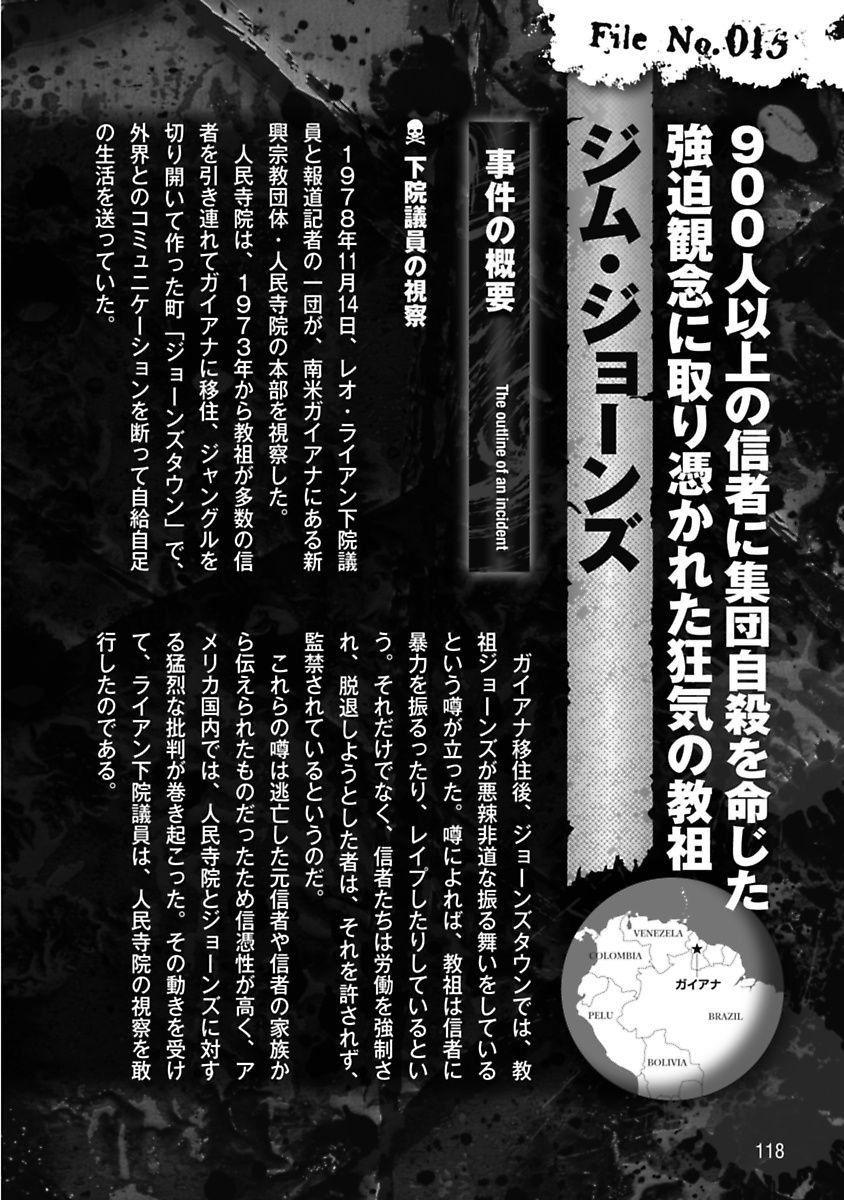 File No.015
900人以上の信者に集団自殺を命じた
強迫観念に取り憑かれた狂気の教祖
ジム・ジョーンズ
事件の概要 The outline of an incident
下院議員の視察
1978年11月14日、レオ・ライアン下院議
員と報道記者の一団が、南米ガイアナにある新
興宗教団体・人民寺院の本部を視察した。
人民寺院は、1973年から教祖が多数の信
者を引き連れてガイアナに移住、ジャングルを
切り開いて作った町「ジョーンズタウン」で、
外界とのコミュニケーションを断って自給自足
の生活を送っていた。
ガイアナ移住後、ジョーンズタウンでは、教
祖ジョーンズが悪辣非道な振る舞いをしている
という噂が立った。噂によれば、教祖は信者に
暴力を振るったり、レイプしたりしているとい
う。それだけでなく、信者たちは労働を強制さ
れ、脱退しようとした者は、それを許されず、
監禁されているというのだ。
これらの噂は逃亡した元信者や信者の家族か
ら伝えられたものだったため信憑性が高く、ア
メリカ国内では、人民寺院とジョーンズに対す
る猛烈な批判が巻き起こった。その動きを受け
て、ライアン下院議員は、人民寺院の視察を敢
行したのである。
VENEZELA
COLOMBIA
ガイアナ
PELU
BRAZIL
BOLIVIA
118